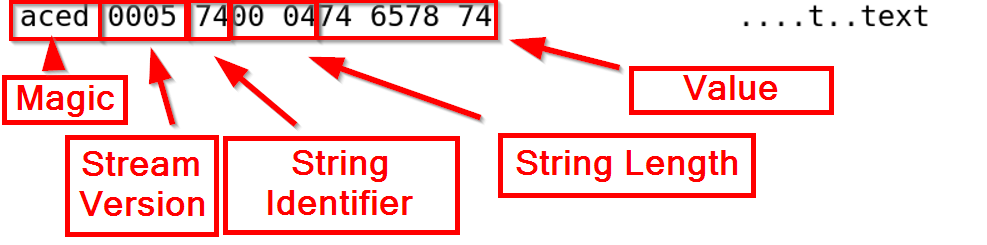 aced 0005 7400 0474 6578 74 ....t..text
Magic
Value
Stream
Version
String
Identifier
String Length